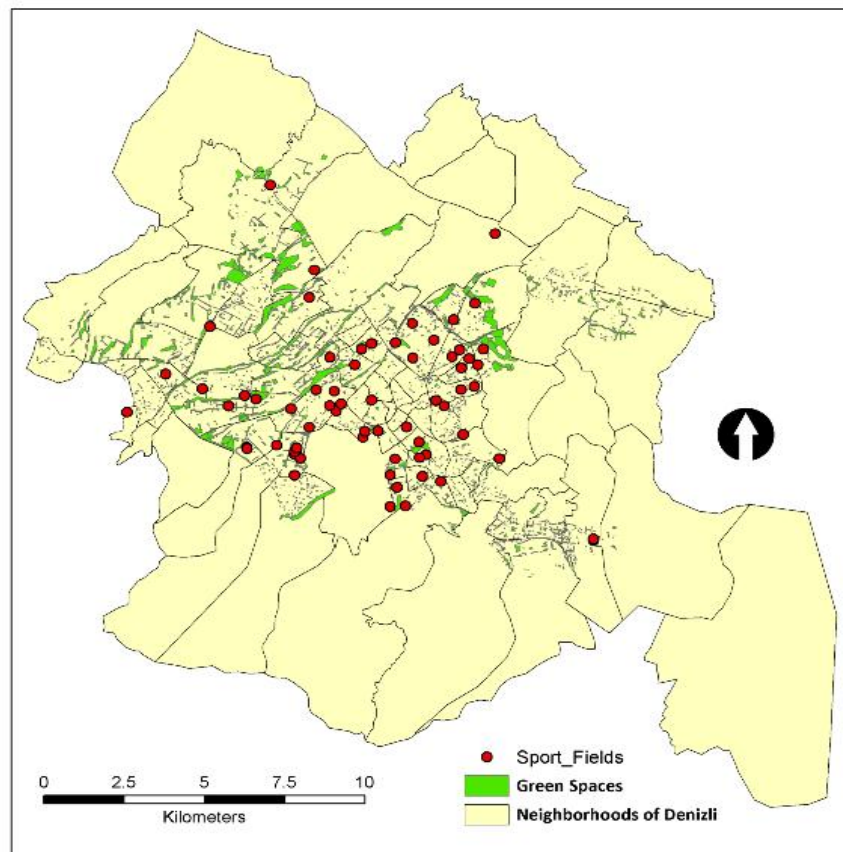 Sport_Fields
Green Spaces
Neighborhoods of Denizli
0 2.5 5 7.5 10
Kilometers